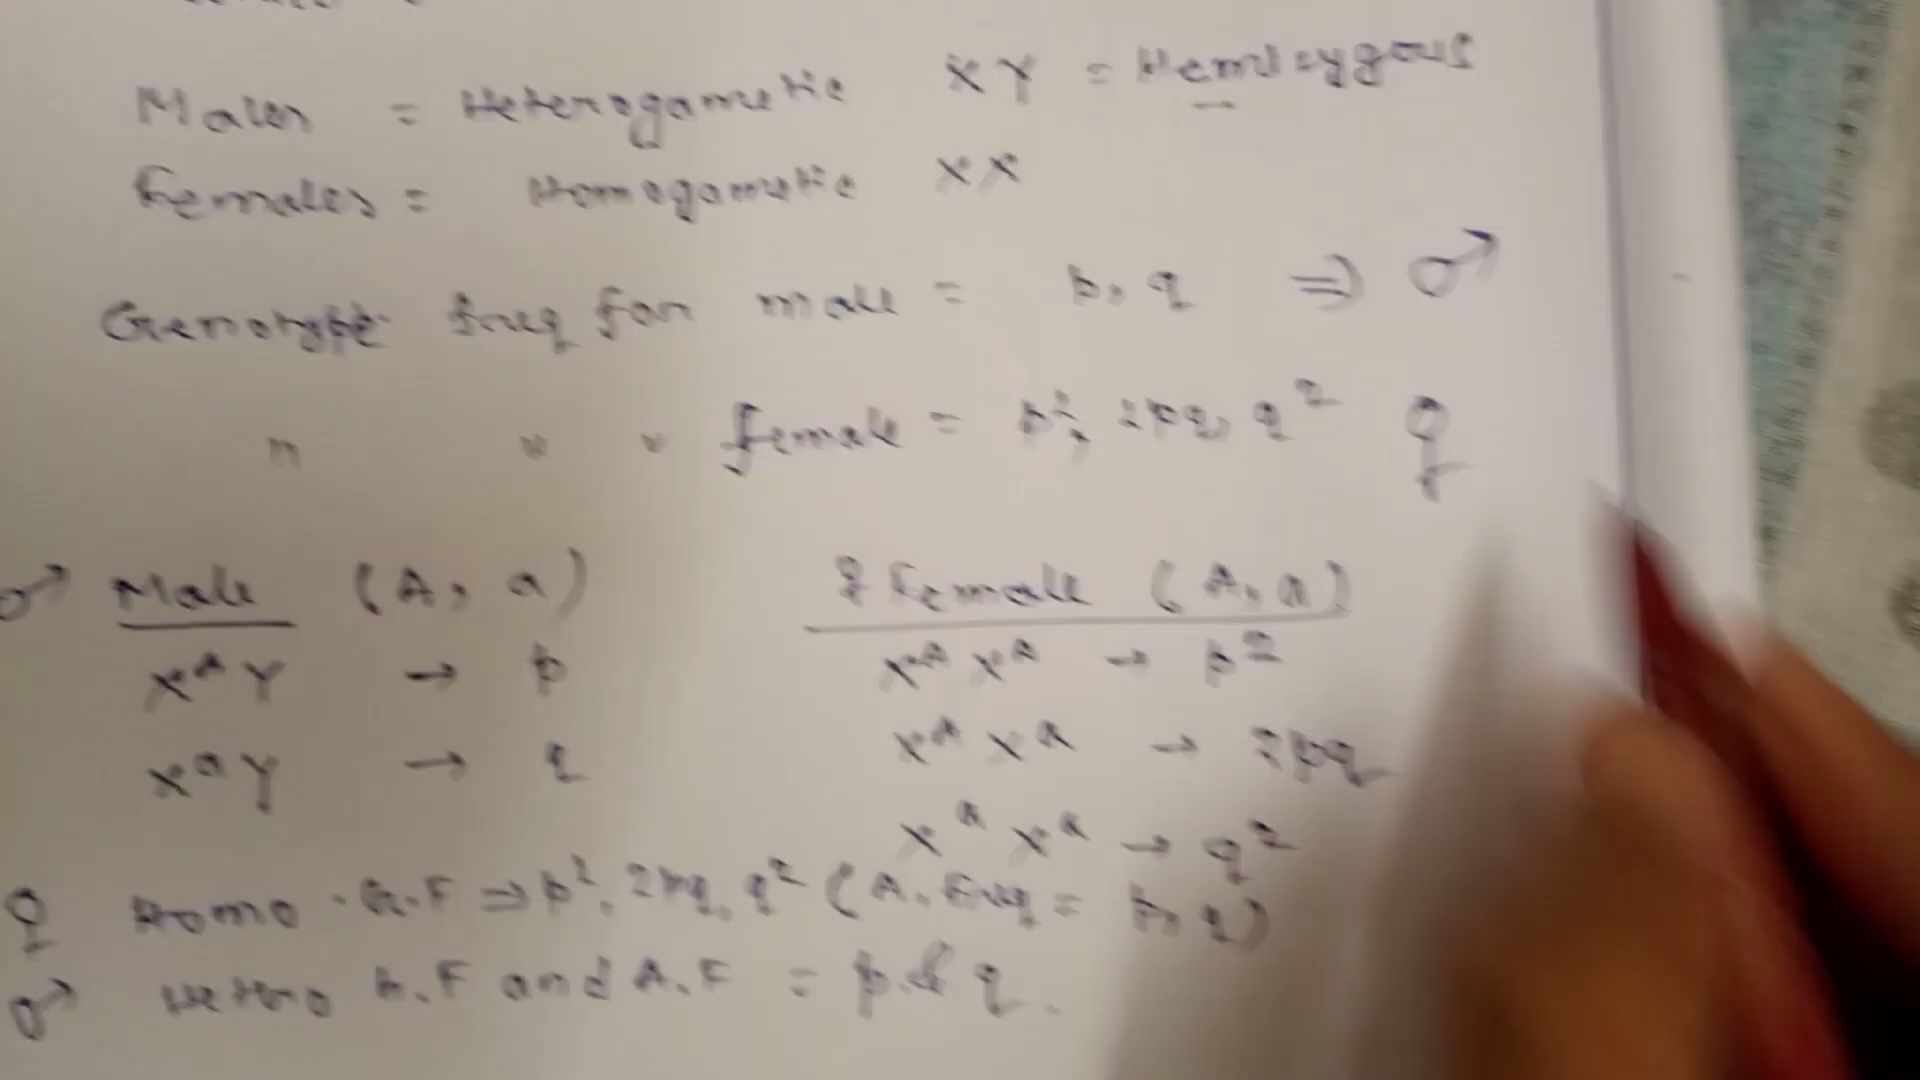 Males = Heterogametic XY = Hemizygous
Females = Homogametic XX
Genotype freq for male = p, q ⇒ ♂
" " " female = p², 2pq, q² ♀
♂ Male (A, a)
XᴬY → p
XᵃY → q
♀ Female (A, a)
XᴬXᴬ → p²
XᴬXᵃ → 2pq
XᵃXᵃ → q²
♀ Homo . G.F ⇒ p², 2pq, q² (A. freq = p, q)
♂ Hetero G.F and A.F = p & q.